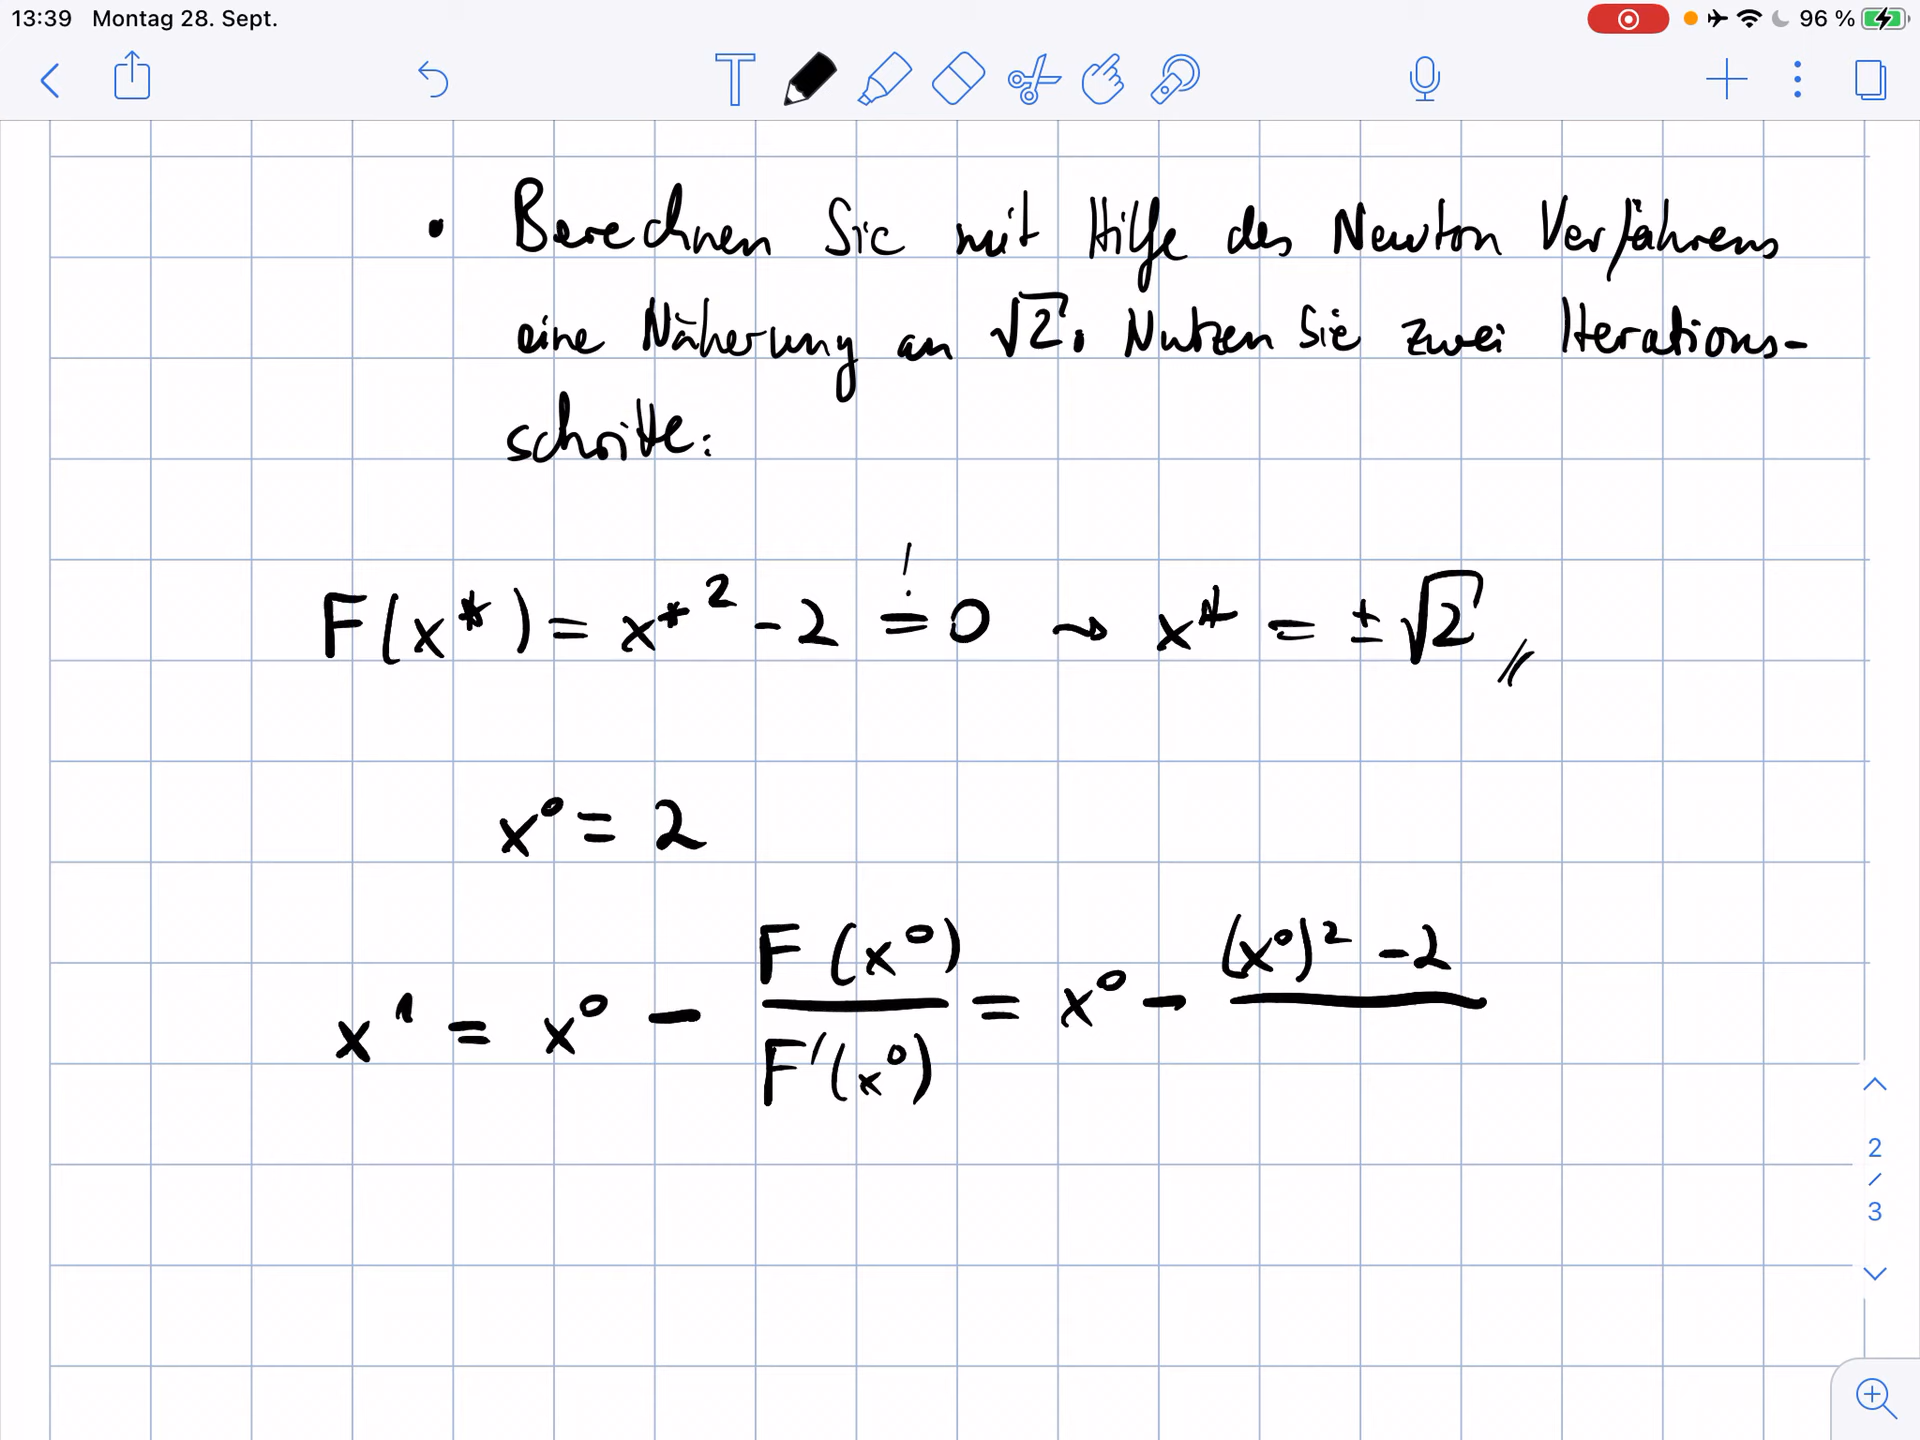 13:39 Montag 28. Sept. 96 %
• Berechnen Sie mit Hilfe des Newton Verfahrens
eine Näherung an √2. Nutzen Sie zwei Iterations-
schritte:
F(x*) = x*² - 2 =! 0 ⇝ x* = ±√2 //
x⁰ = 2
x¹ = x⁰ - F(x⁰)/F'(x⁰) = x⁰ - (x⁰)² - 2
2
/
3